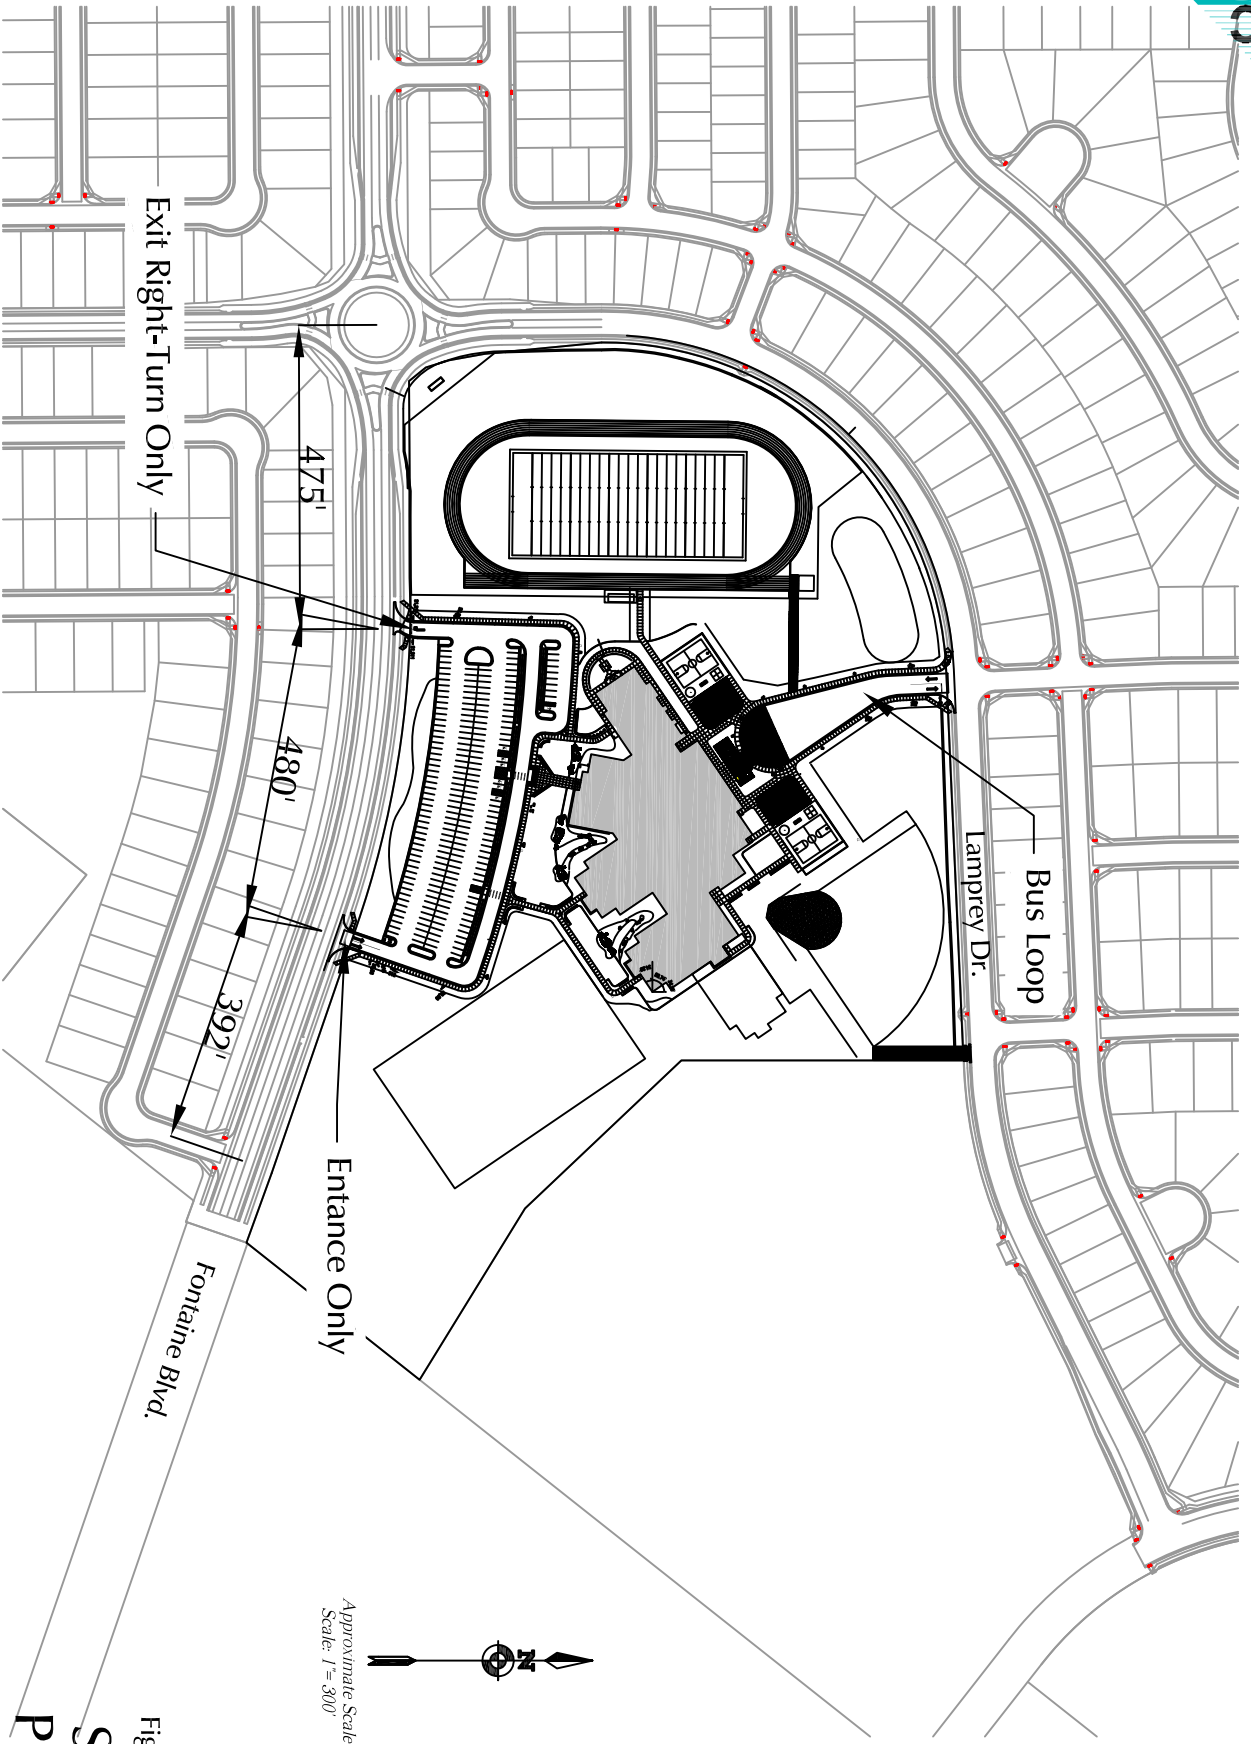 Exit Right-Turn Only
475'
480'
392'
Bus Loop
Lamprey Dr.
Entance Only
Fontaine Blvd.
N
Approximate Scale
Scale: 1"= 300'